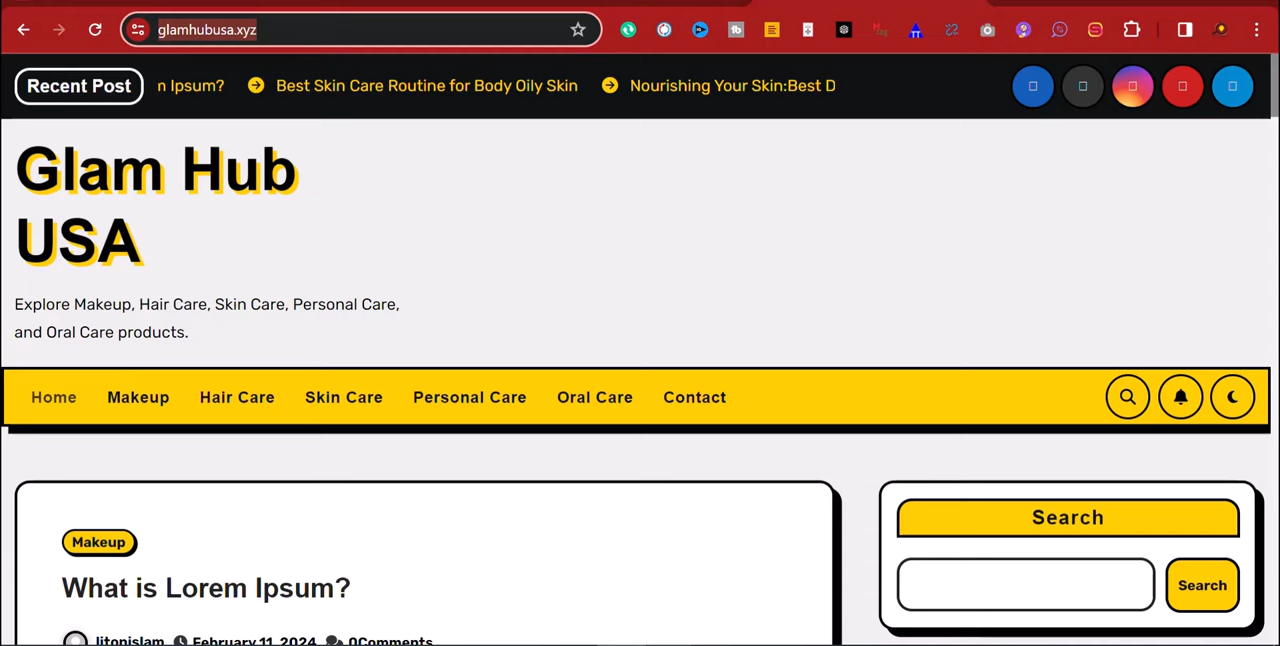 glamhubusa.xyz
Recent Post
n Ipsum?
Best Skin Care Routine for Body Oily Skin
Nourishing Your Skin:Best D
Glam Hub
USA
Explore Makeup, Hair Care, Skin Care, Personal Care,
and Oral Care products.
Home Makeup Hair Care Skin Care Personal Care Oral Care Contact
Makeup
What is Lorem Ipsum?
litonislam February 11, 2024 0Comments
Search
Search